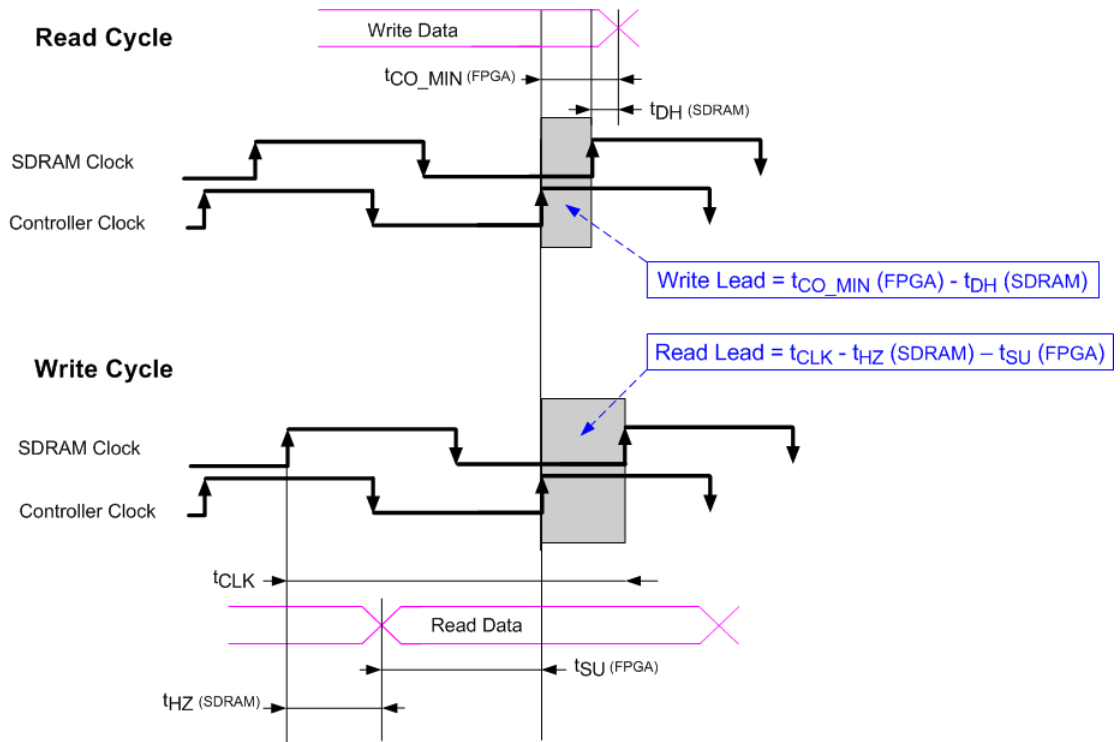 Read Cycle
Write Data
tCO_MIN (FPGA)
tDH (SDRAM)
SDRAM Clock
Controller Clock
Write Lead = tCO_MIN (FPGA) - tDH (SDRAM)
Read Lead = tCLK - tHZ (SDRAM) – tSU (FPGA)
Write Cycle
SDRAM Clock
Controller Clock
tCLK
Read Data
tSU (FPGA)
tHZ (SDRAM)